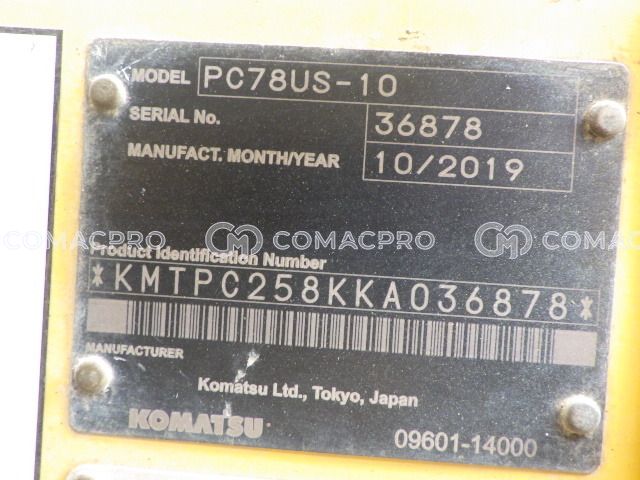 MODEL PC78US-10
SERIAL No. 36878
MANUFACT. MONTH/YEAR 10/2019
COMACPRO COMACPRO
Product Identification Number
*KMTPC258KKA036878*
MANUFACTURER
Komatsu Ltd., Tokyo, Japan
KOMATSU 09601-14000